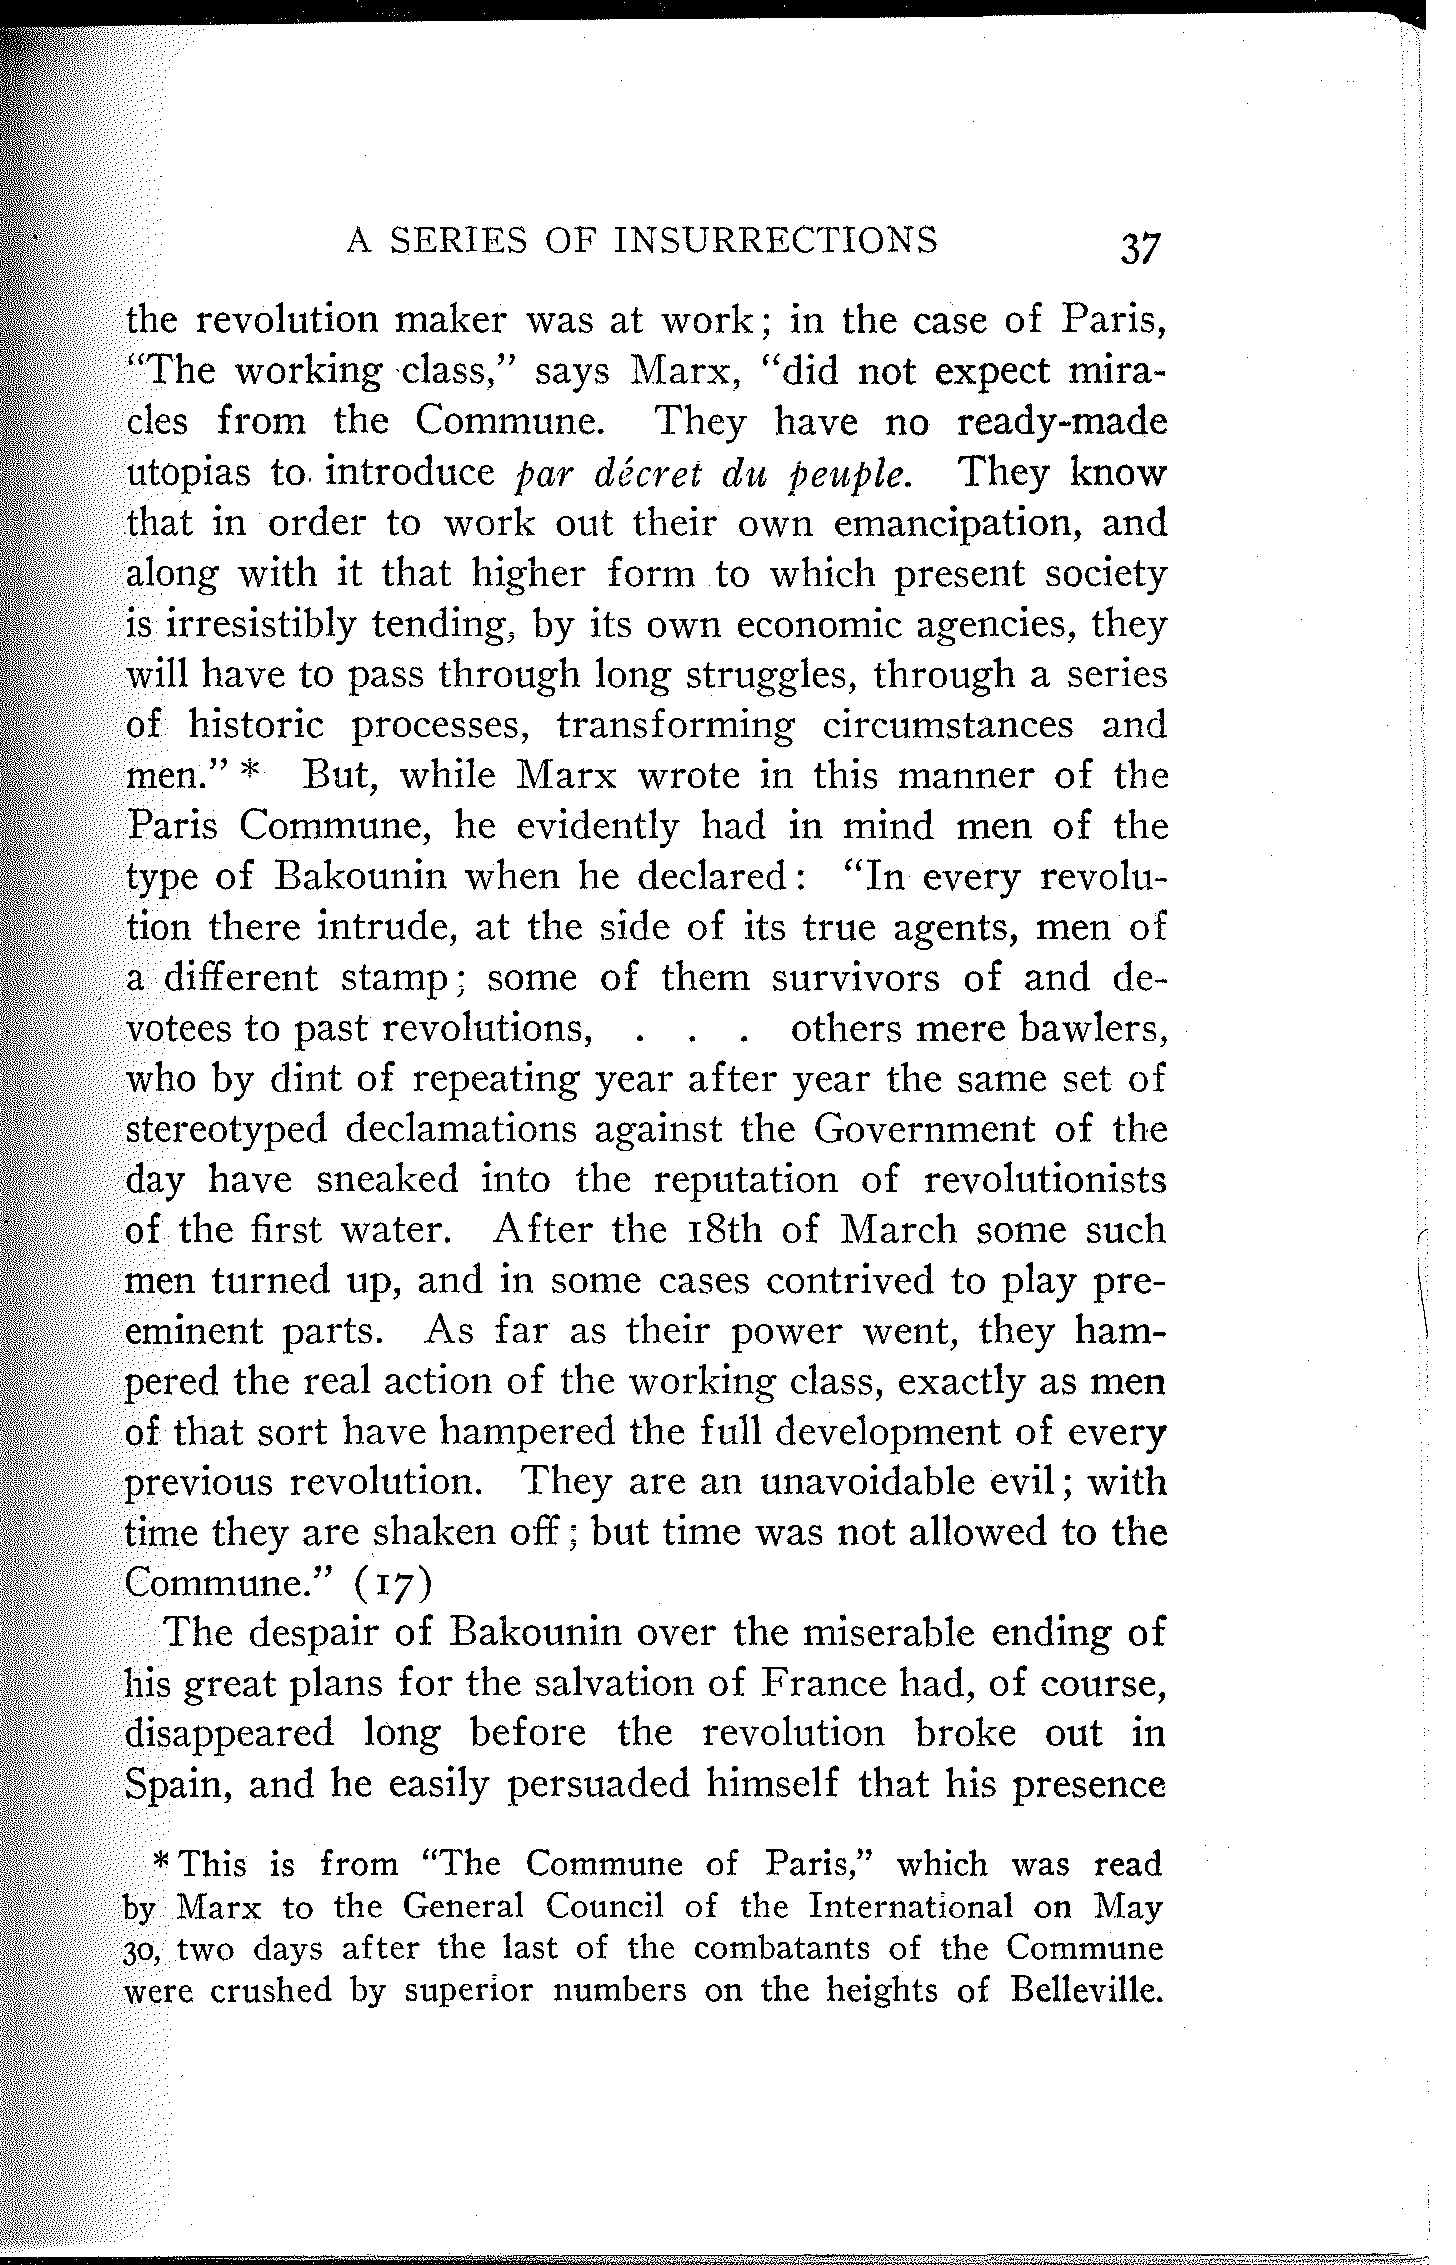 A SERIES OF INSURRECTIONS 37
the revolution maker was at work; in the case of Paris,
"The working class," says Marx, "did not expect mira-
cles from the Commune. They have no ready-made
utopias to introduce par décret du peuple. They know
that in order to work out their own emancipation, and
along with it that higher form to which present society
is irresistibly tending, by its own economic agencies, they
will have to pass through long struggles, through a series
of historic processes, transforming circumstances and
men." * But, while Marx wrote in this manner of the
Paris Commune, he evidently had in mind men of the
type of Bakounin when he declared: "In every revolu-
tion there intrude, at the side of its true agents, men of
a different stamp; some of them survivors of and de-
votees to past revolutions, . . . others mere bawlers,
who by dint of repeating year after year the same set of
stereotyped declamations against the Government of the
day have sneaked into the reputation of revolutionists
of the first water. After the 18th of March some such
men turned up, and in some cases contrived to play pre-
eminent parts. As far as their power went, they ham-
pered the real action of the working class, exactly as men
of that sort have hampered the full development of every
previous revolution. They are an unavoidable evil; with
time they are shaken off; but time was not allowed to the
Commune." (17)
The despair of Bakounin over the miserable ending of
his great plans for the salvation of France had, of course,
disappeared long before the revolution broke out in
Spain, and he easily persuaded himself that his presence
* This is from "The Commune of Paris," which was read
by Marx to the General Council of the International on May
30, two days after the last of the combatants of the Commune
were crushed by superior numbers on the heights of Belleville.